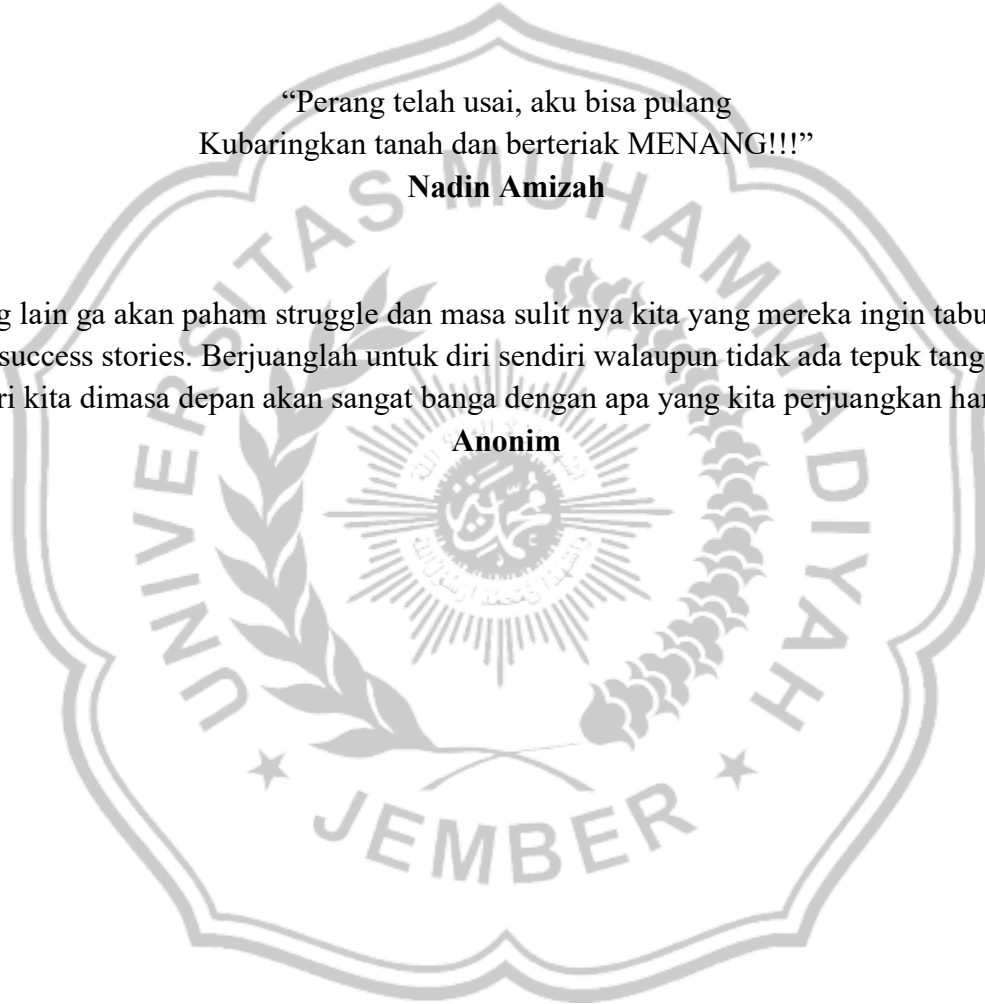 “Perang telah usai, aku bisa pulang
Kubaringkan tanah dan berteriak MENANG!!!”
Nadin Amizah
lain ga akan paham struggle dan masa sulit nya kita yang mereka ingin
success stories. Berjuanglah untuk diri sendiri walaupun tidak ada tepuk
kita dimasa depan akan sangat banga dengan apa yang kita perjuangkan
Anonim
UNIVERSITAS MUHAMMADIYAH
JEMBER